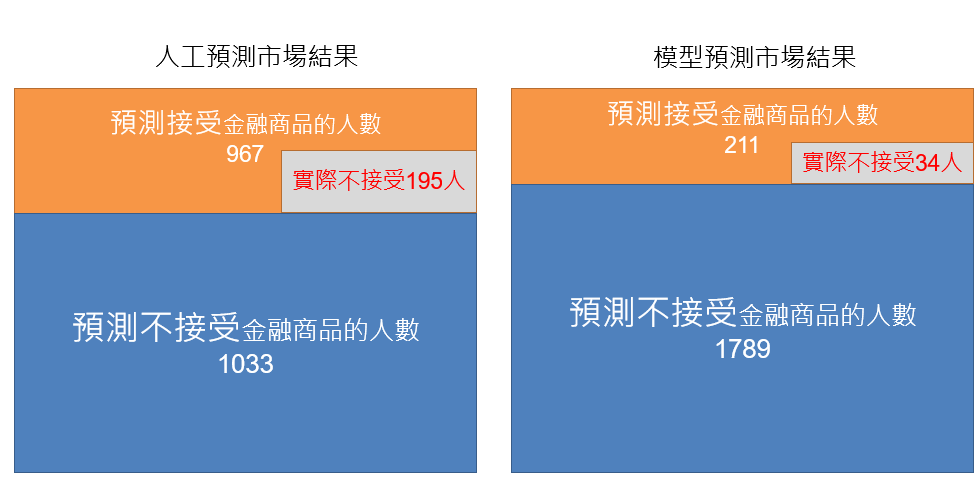 人工預測市場結果
預測接受金融商品的人數
967
實際不接受195人
預測不接受金融商品的人數
1033
模型預測市場結果
預測接受金融商品的人數
211
實際不接受34人
預測不接受金融商品的人數
1789